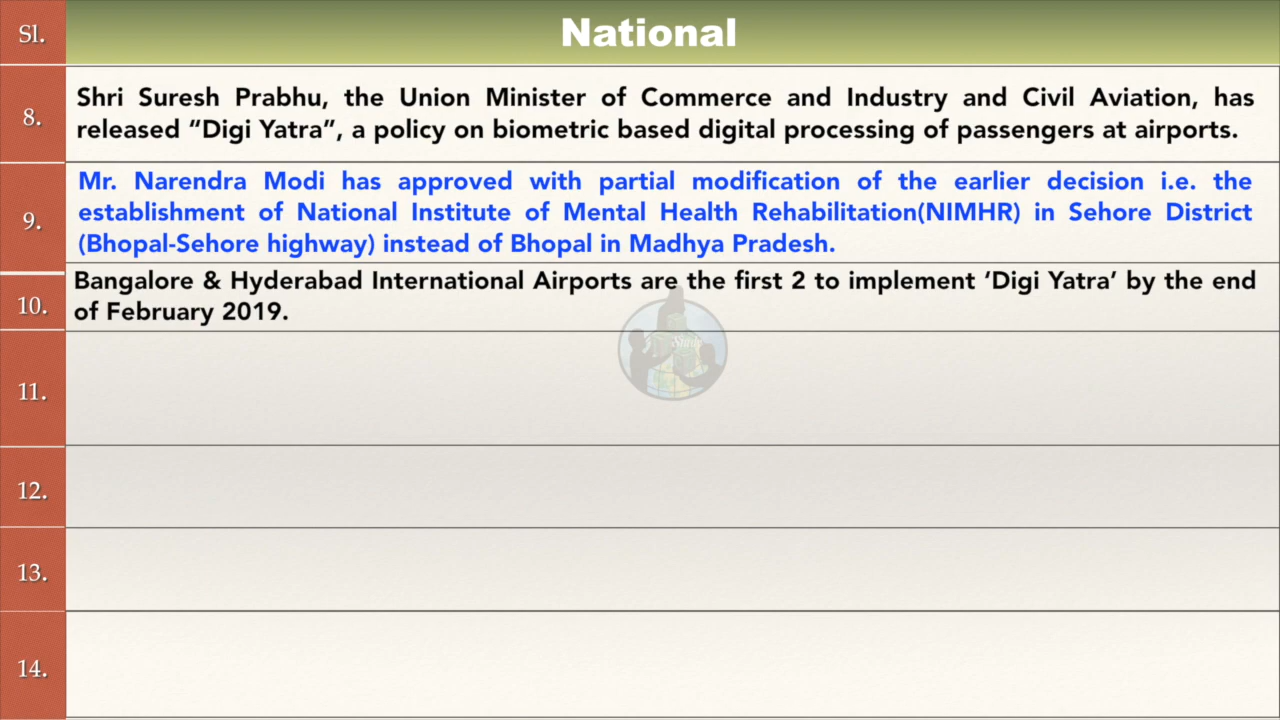 Sl.
National
8.
Shri Suresh Prabhu, the Union Minister of Commerce and Industry and Civil Aviation, has
released “Digi Yatra”, a policy on biometric based digital processing of passengers at airports.
9.
Mr. Narendra Modi has approved with partial modification of the earlier decision i.e. the
establishment of National Institute of Mental Health Rehabilitation(NIMHR) in Sehore District
(Bhopal-Sehore highway) instead of Bhopal in Madhya Pradesh.
10.
Bangalore & Hyderabad International Airports are the first 2 to implement ‘Digi Yatra’ by the end
of February 2019.
Study
11.
12.
13.
14.